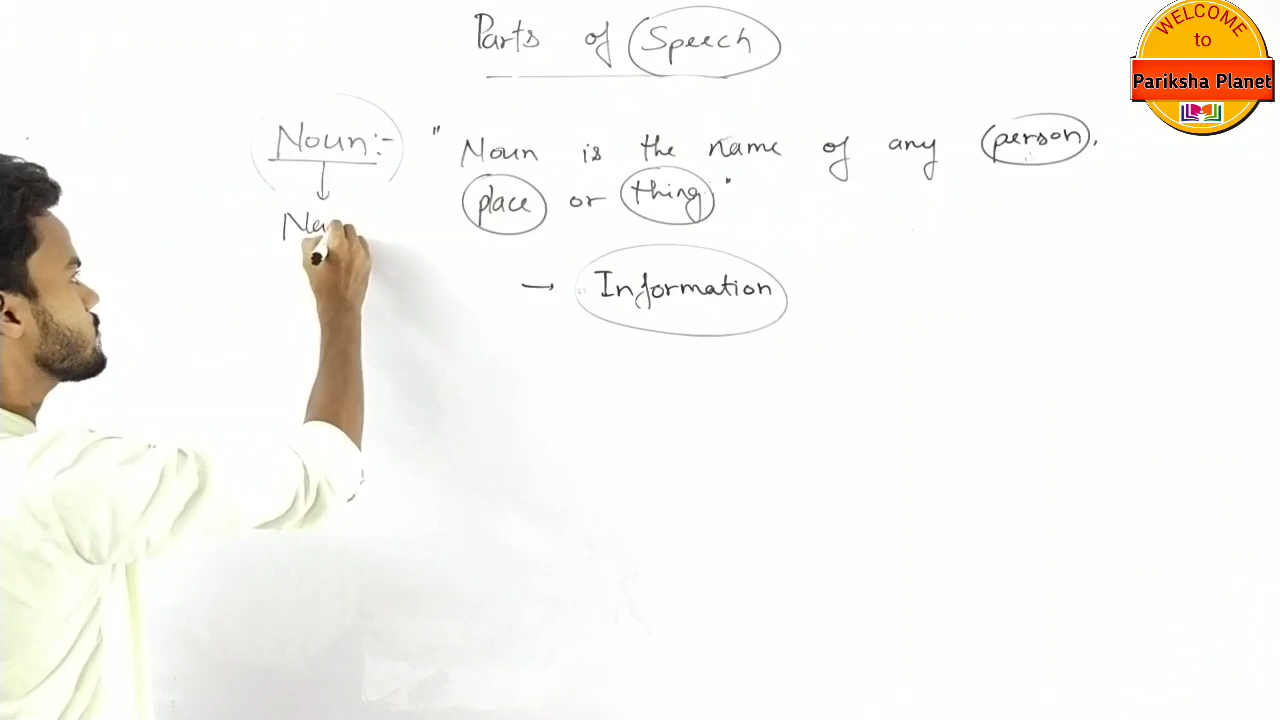 Parts of Speech
WELCOME
to
Pariksha Planet
Noun:- " Noun is the name of any person,
place or thing"
Na
→ Information